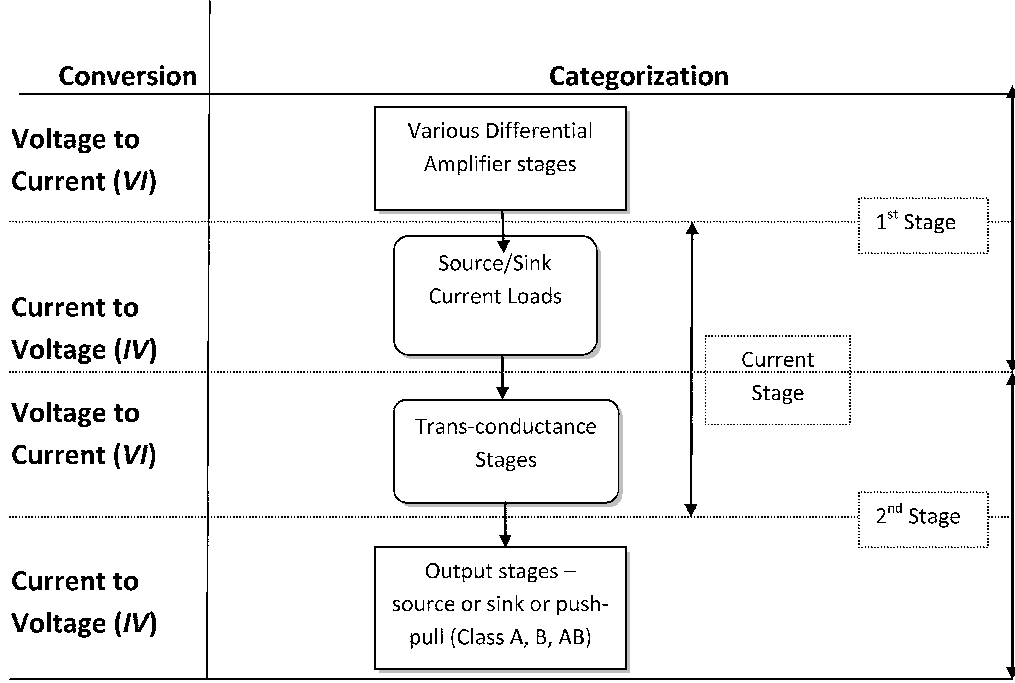 Conversion
Categorization
Voltage to
Current (VI)
Various Differential
Amplifier stages
1st Stage
Source/Sink
Current Loads
Current to
Voltage (IV)
Current
Stage
Voltage to
Current (VI)
Trans-conductance
Stages
2nd Stage
Current to
Voltage (IV)
Output stages –
source or sink or push-
pull (Class A, B, AB)